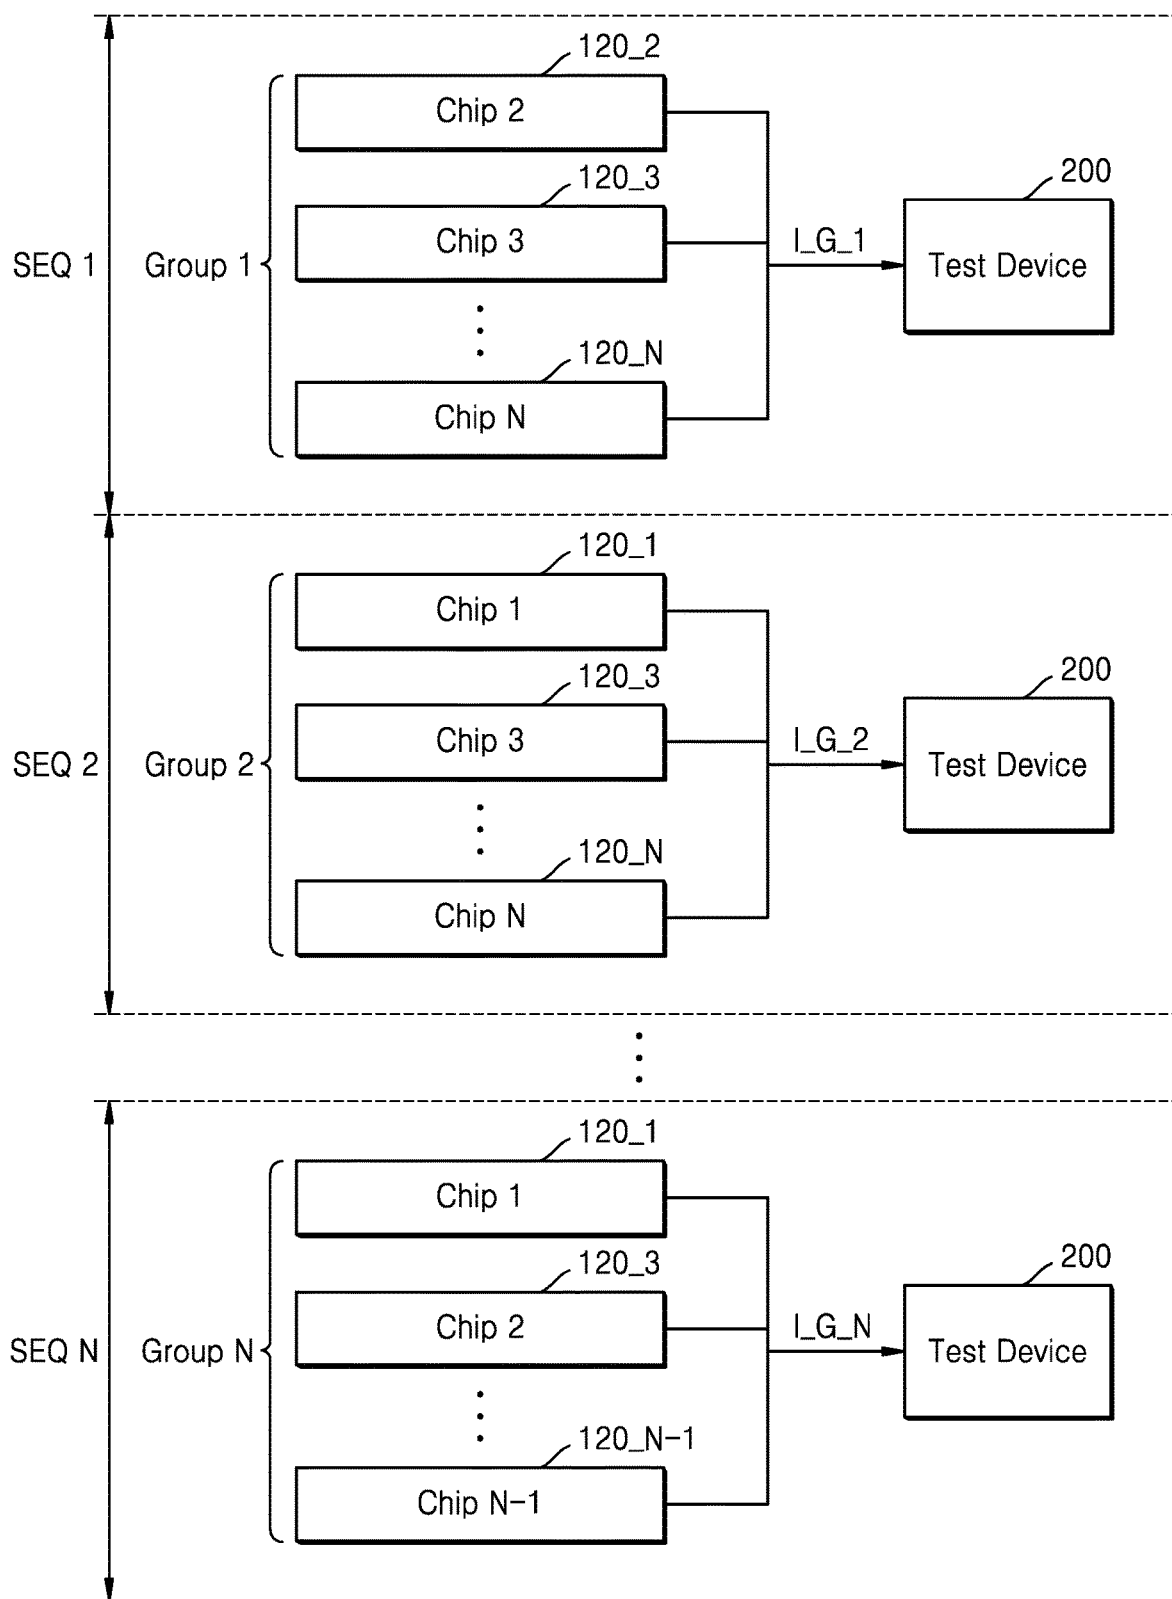 120_2
Chip 2
120_3
Chip 3
120_N
Chip N
SEQ 1
Group 1
I_G_1
200
Test Device
120_1
Chip 1
120_3
Chip 3
120_N
Chip N
SEQ 2
Group 2
I_G_2
200
Test Device
120_1
Chip 1
120_3
Chip 2
120_N-1
Chip N-1
SEQ N
Group N
I_G_N
200
Test Device